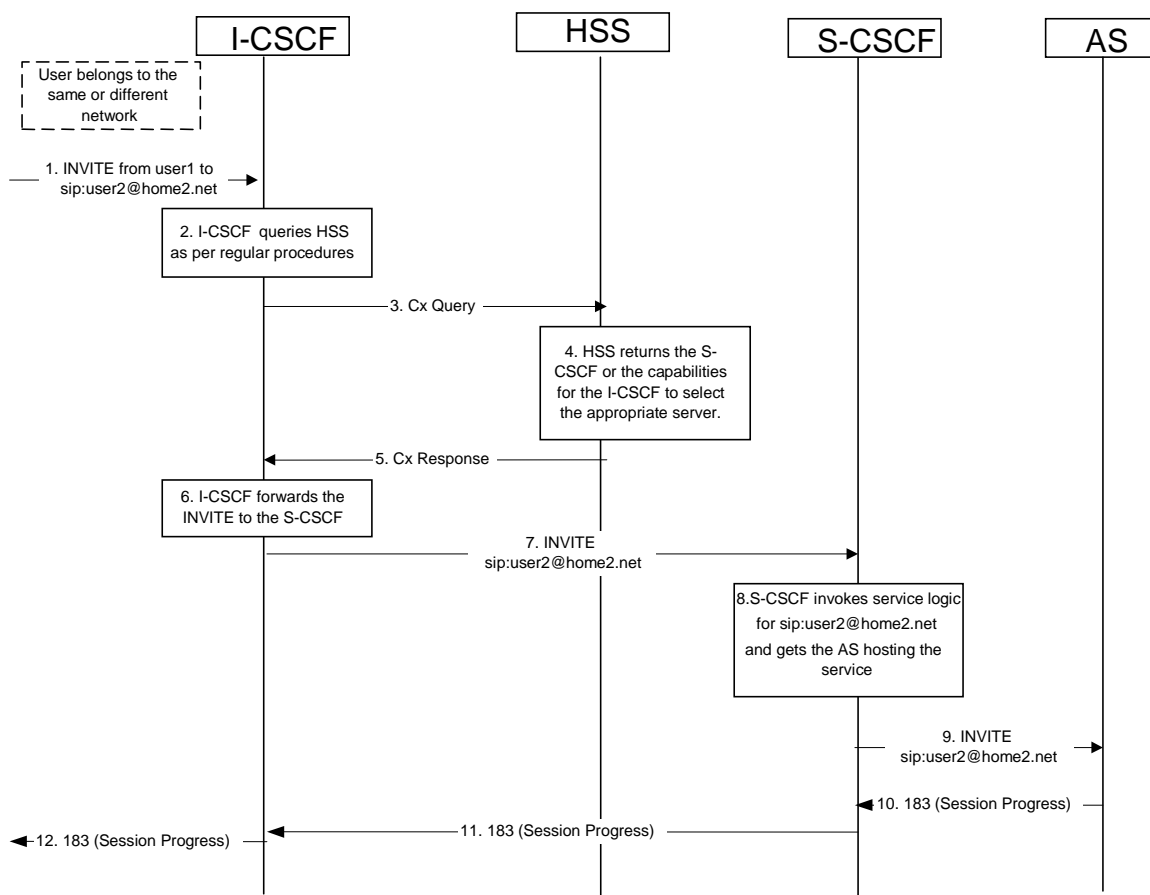 I-CSCF
HSS
S-CSCF
AS
User belongs to the
same or different
network
1. INVITE from user1 to
sip:user2@home2.net
2. I-CSCF queries HSS
as per regular procedures
3. Cx Query
4. HSS returns the S-
CSCF or the capabilities
for the I-CSCF to select
the appropriate server.
5. Cx Response
6. I-CSCF forwards the
INVITE to the S-CSCF
7. INVITE
sip:user2@home2.net
8.S-CSCF invokes service logic
for sip:user2@home2.net
and gets the AS hosting the
service
9. INVITE
sip:user2@home2.net
10. 183 (Session Progress)
11. 183 (Session Progress)
12. 183 (Session Progress)